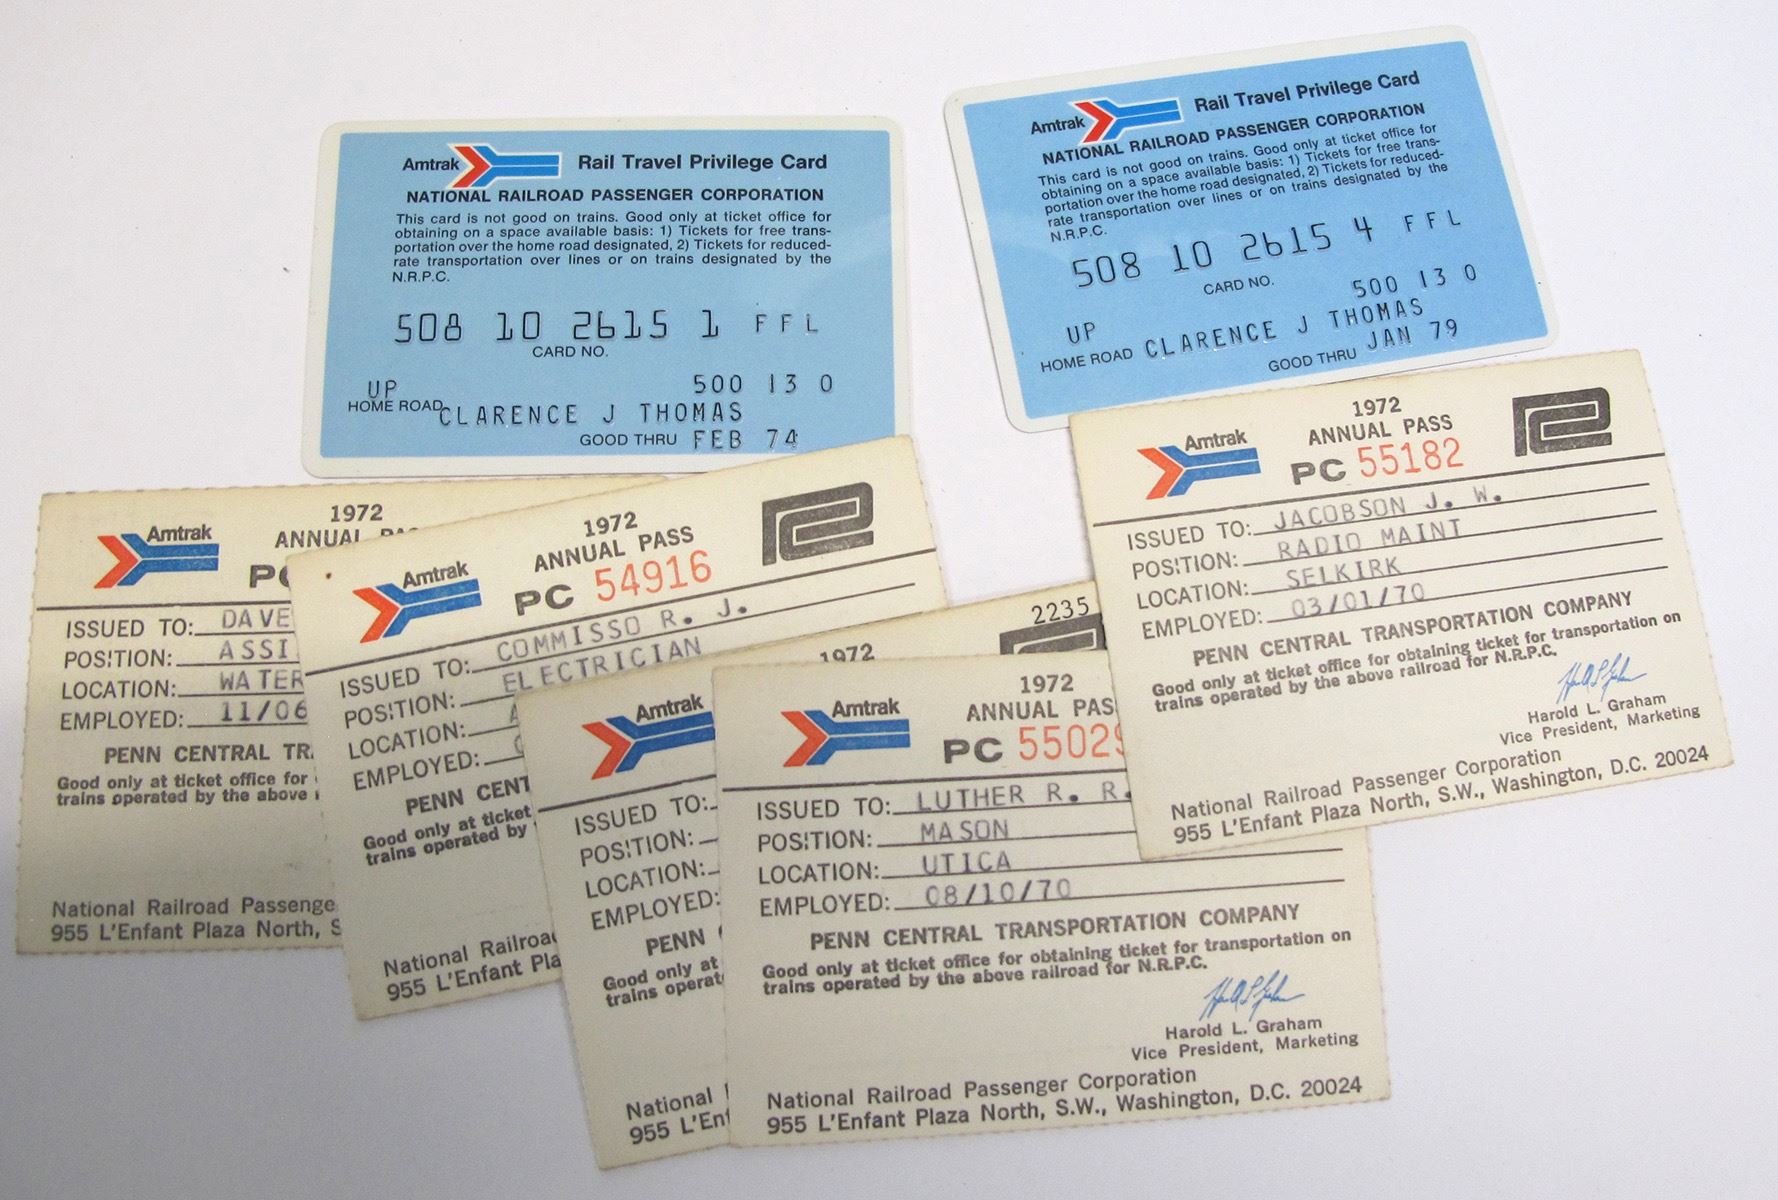 Amtrak Rail Travel Privilege Card
NATIONAL RAILROAD PASSENGER CORPORATION
This card is not good on trains. Good only at ticket office for
obtaining on a space available basis: 1) Tickets for free trans-
portation over the home road designated, 2) Tickets for reduced-
rate transportation over lines or on trains designated by the
N.R.P.C.
508 10 2615 1 FFL
CARD NO.
UP 500 13 0
HOME ROAD CLARENCE J THOMAS
GOOD THRU FEB 74
Amtrak Rail Travel Privilege Card
NATIONAL RAILROAD PASSENGER CORPORATION
This card is not good on trains. Good only at ticket office for
obtaining on a space available basis: 1) Tickets for free trans-
portation over the home road designated, 2) Tickets for reduced-
rate transportation over lines or on trains designated by the
N.R.P.C.
508 10 2615 4 FFL
CARD NO.
UP 500 13 0
HOME ROAD CLARENCE J THOMAS
GOOD THRU JAN 79
Amtrak
1972
ANNUAL PAS
PC
ISSUED TO: DAVE
POSITION: ASSI
LOCATION: WATER
EMPLOYED: 11/06
PENN CENTRAL TR
Good only at ticket office for
trains operated by the above
National Railroad Passenge
955 L'Enfant Plaza North, S
Amtrak
1972
ANNUAL PASS
PC 54916
ISSUED TO: COMMISSO R. J.
POSITION: ELECTRICIAN
LOCATION:
EMPLOYED:
PENN CENT
Good only at ticket
trains operated by
National Railroa
955 L'Enfant Pla
2235
1972
Amtrak
ISSUED TO:
POSITION:
LOCATION:
EMPLOYED:
PENN
Good only at
trains operat
National
955 L'En
Amtrak
1972
ANNUAL PAS
PC 55029
ISSUED TO: LUTHER R. R.
POSITION: MASON
LOCATION: UTICA
EMPLOYED: 08/10/70
PENN CENTRAL TRANSPORTATION COMPANY
Good only at ticket office for obtaining ticket for transportation on
trains operated by the above railroad for N.R.P.C.
Harold L. Graham
Vice President, Marketing
National Railroad Passenger Corporation
955 L'Enfant Plaza North, S.W., Washington, D.C. 20024
Amtrak
1972
ANNUAL PASS
PC 55182
ISSUED TO: JACOBSON J. W.
POSITION: RADIO MAINT
LOCATION: SELKIRK
EMPLOYED: 03/01/70
PENN CENTRAL TRANSPORTATION COMPANY
Good only at ticket office for obtaining ticket for transportation on
trains operated by the above railroad for N.R.P.C.
Harold L. Graham
Vice President, Marketing
National Railroad Passenger Corporation
955 L'Enfant Plaza North, S.W., Washington, D.C. 20024